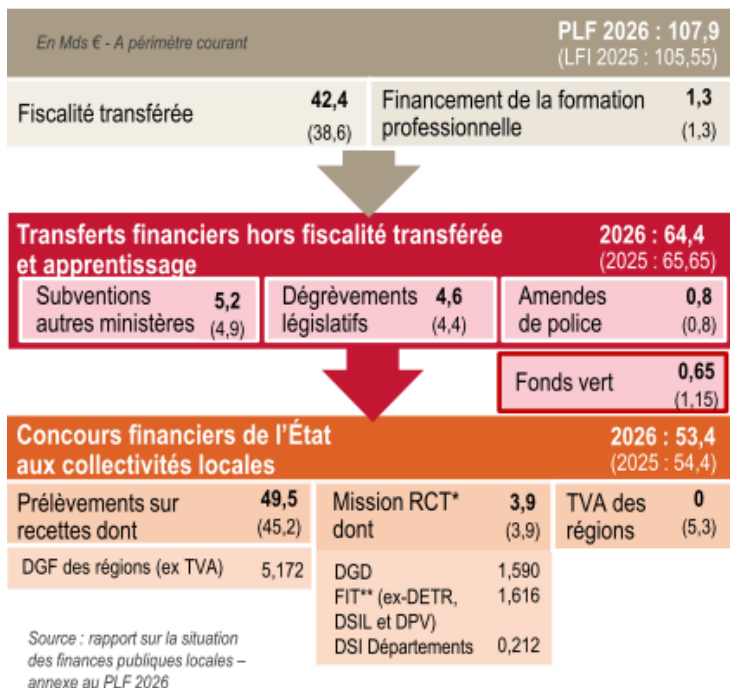 En Mds € - A périmètre courant
PLF 2026 : 107,9
(LFI 2025 : 105,55)
Fiscalité transférée
42,4
(38,6)
Financement de la formation
professionnelle
1,3
(1,3)
Transferts financiers hors fiscalité transférée
et apprentissage
2026 : 64,4
(2025 : 65,65)
Subventions
autres ministères
5,2
(4,9)
Dégrèvements
législatifs
4,6
(4,4)
Amendes
de police
0,8
(0,8)
Fonds vert
0,65
(1,15)
Concours financiers de l'État
aux collectivités locales
2026 : 53,4
(2025 : 54,4)
Prélèvements sur
recettes dont
49,5
(45,2)
Mission RCT*
dont
3,9
(3,9)
TVA des
régions
0
(5,3)
DGF des régions (ex TVA) 5,172
DGD 1,590
FIT** (ex-DETR, 1,616
DSIL et DPV)
DSI Départements 0,212
Source : rapport sur la situation
des finances publiques locales –
annexe au PLF 2026